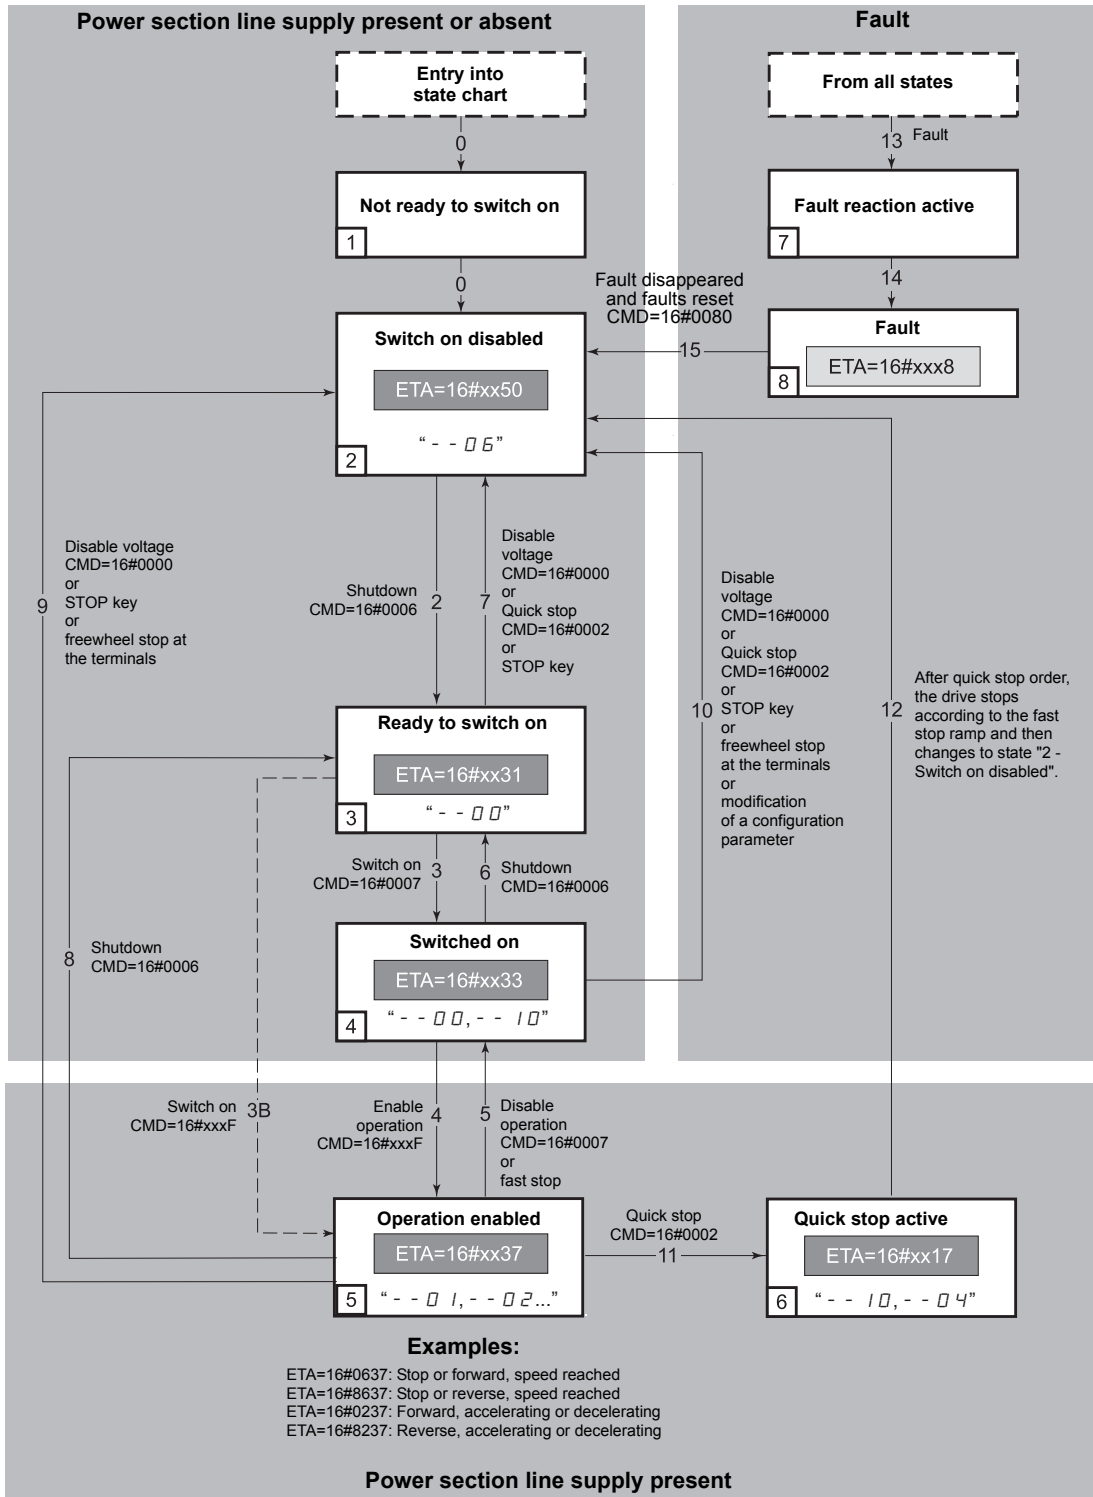 Power section line supply present or absent
Fault
Entry into
state chart
From all states
0
13 Fault
Not ready to switch on
1
Fault reaction active
7
0
14
Fault disappeared
and faults reset
CMD=16#0080
15
Switch on disabled
ETA=16#xx50
“- - 06”
2
Fault
ETA=16#xxx8
8
9
Disable voltage
CMD=16#0000
or
STOP key
or
freewheel stop at
the terminals
Shutdown
CMD=16#0006
2
7
Disable
voltage
CMD=16#0000
or
Quick stop
CMD=16#0002
or
STOP key
10
Disable
voltage
CMD=16#0000
or
Quick stop
CMD=16#0002
or
STOP key
or
freewheel stop
at the terminals
or
modification
of a configuration
parameter
12
After quick stop order,
the drive stops
according to the fast
stop ramp and then
changes to state "2 -
Switch on disabled".
Ready to switch on
ETA=16#xx31
“- - 00”
3
Switch on
CMD=16#0007
3
6
Shutdown
CMD=16#0006
8
Shutdown
CMD=16#0006
Switched on
ETA=16#xx33
“- - 00, - - 10”
4
Switch on
CMD=16#xxxF
3B
Enable
operation
CMD=16#xxxF
4
5
Disable
operation
CMD=16#0007
or
fast stop
Operation enabled
ETA=16#xx37
“- - 01, - - 02...”
5
Quick stop
CMD=16#0002
11
Quick stop active
ETA=16#xx17
“- - 10, - - 04”
6
Examples:
ETA=16#0637: Stop or forward, speed reached
ETA=16#8637: Stop or reverse, speed reached
ETA=16#0237: Forward, accelerating or decelerating
ETA=16#8237: Reverse, accelerating or decelerating
Power section line supply present